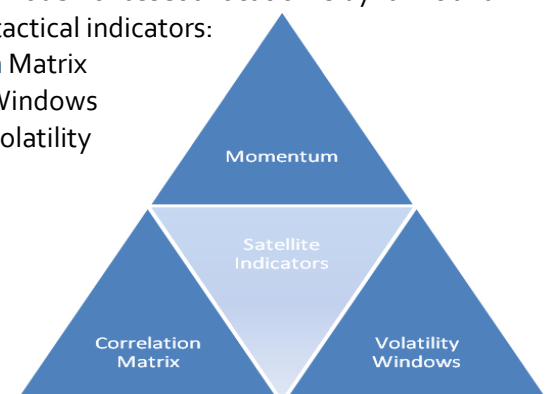 tactical indicators:
Matrix
Windows
olatility
Momentum
Satellite
Indicators
Correlation
Matrix
Volatility
Windows